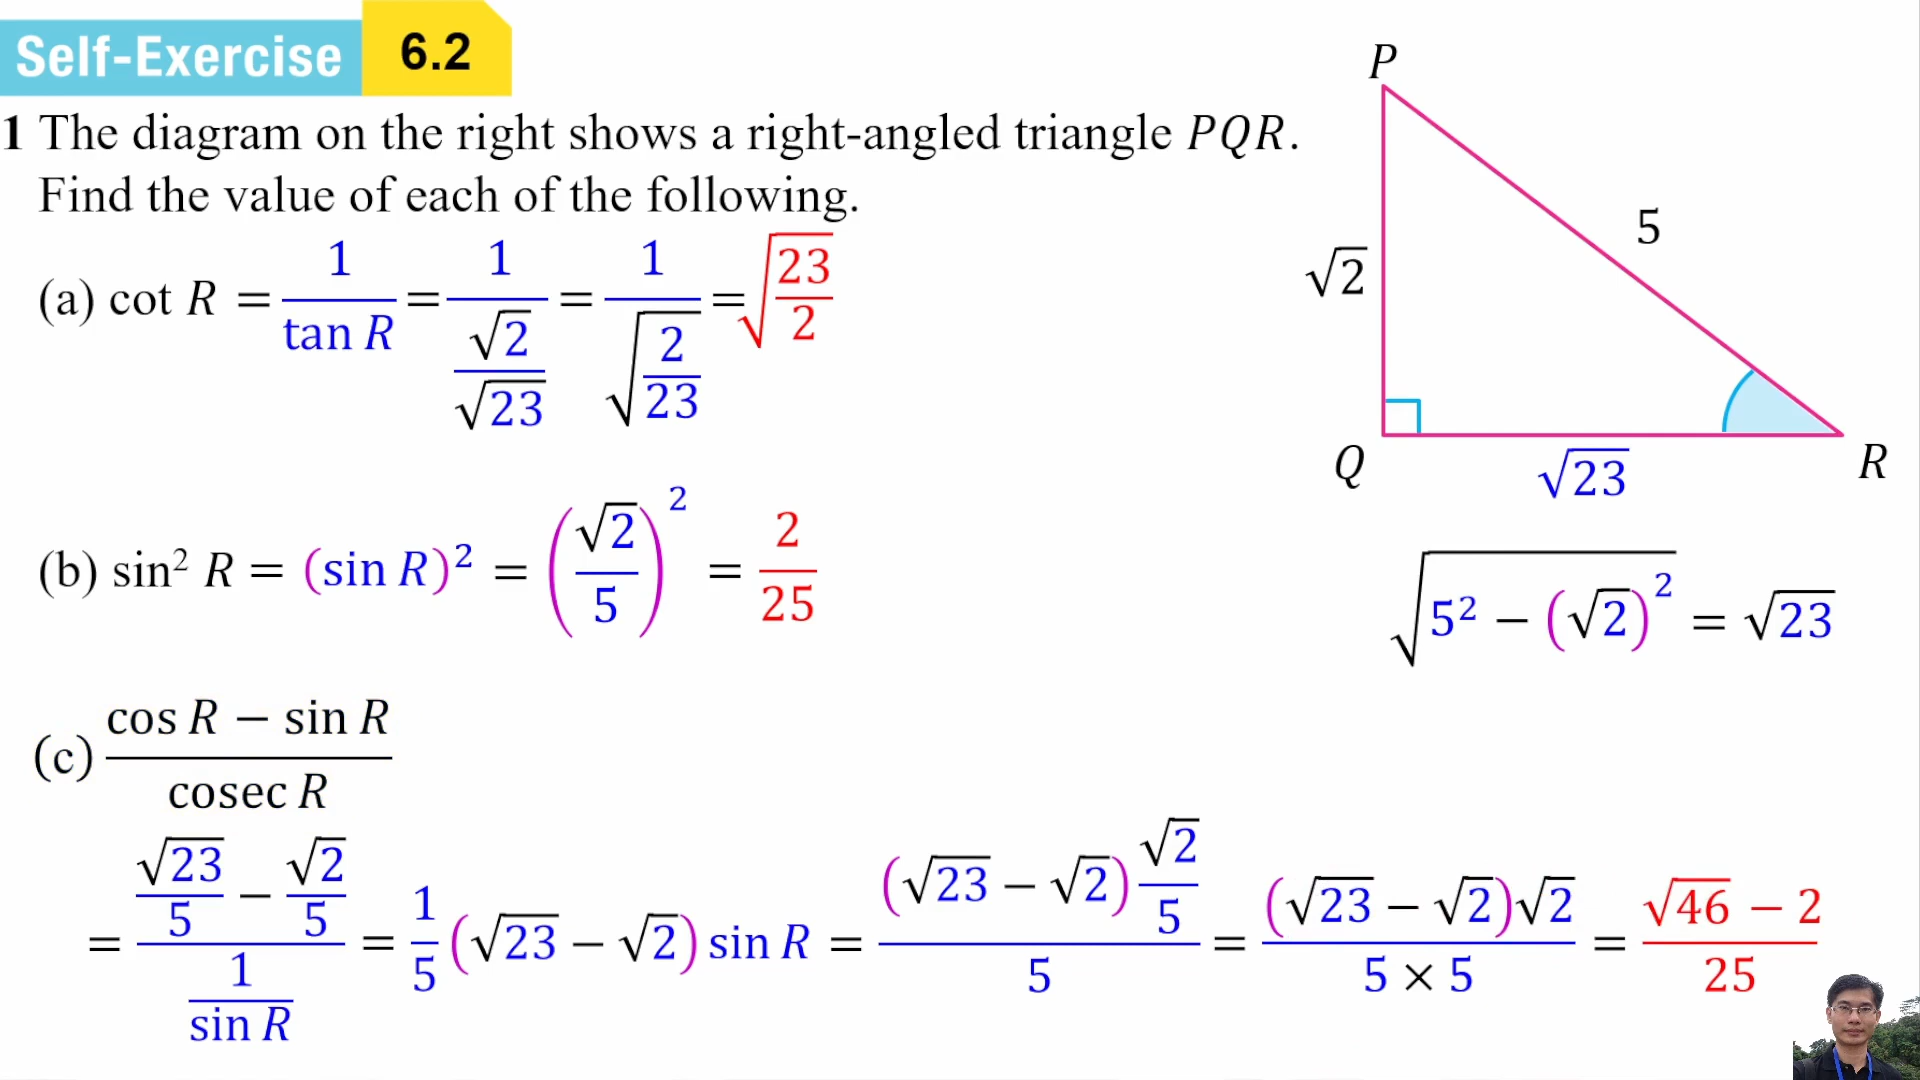 Self-Exercise 6.2
1 The diagram on the right shows a right-angled triangle PQR.
Find the value of each of the following.
(a) cot R = 1/tan R = 1/(√2/√23) = 1/√(2/23) = √(23/2)
(b) sin² R = (sin R)² = (√2/5)² = 2/25
(c) (cos R − sin R)/(cosec R)
= (√23/5 − √2/5)/(1/sin R) = 1/5 (√23 − √2) sin R = ((√23 − √2) √2/5)/5 = ((√23 − √2)√2)/(5 × 5) = (√46 − 2)/25
P
√2
5
Q
√23
R
√(5² − (√2)²) = √23